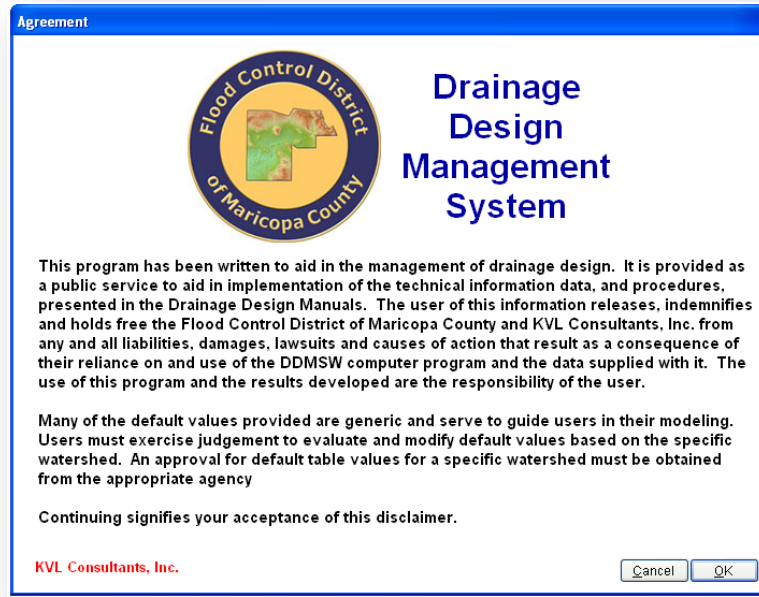 Agreement
Flood Control District
of Maricopa County
Drainage
Design
Management
System
This program has been written to aid in the management of drainage design. It is provided as
a public service to aid in implementation of the technical information data, and procedures,
presented in the Drainage Design Manuals. The user of this information releases, indemnifies
and holds free the Flood Control District of Maricopa County and KVL Consultants, Inc. from
any and all liabilities, damages, lawsuits and causes of action that result as a consequence of
their reliance on and use of the DDMSW computer program and the data supplied with it. The
use of this program and the results developed are the responsibility of the user.
Many of the default values provided are generic and serve to guide users in their modeling.
Users must exercise judgement to evaluate and modify default values based on the specific
watershed. An approval for default table values for a specific watershed must be obtained
from the appropriate agency
Continuing signifies your acceptance of this disclaimer.
KVL Consultants, Inc.
Cancel OK